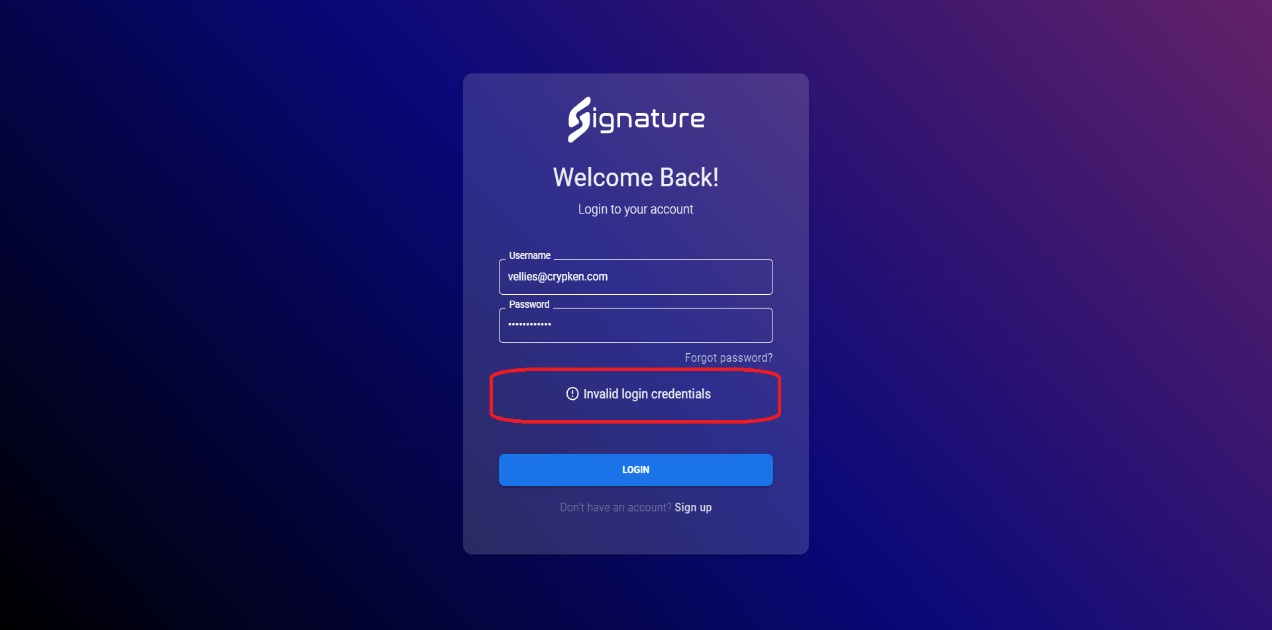 Signature
Welcome Back!
Login to your account
Username
vellies@crypken.com
Password
••••••••••••
Forgot password?
Invalid login credentials
LOGIN
Don't have an account? Sign up